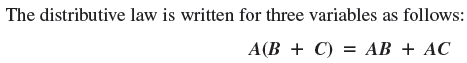 The distributive law is written for three variables as follows:
A(B + C) = AB + AC